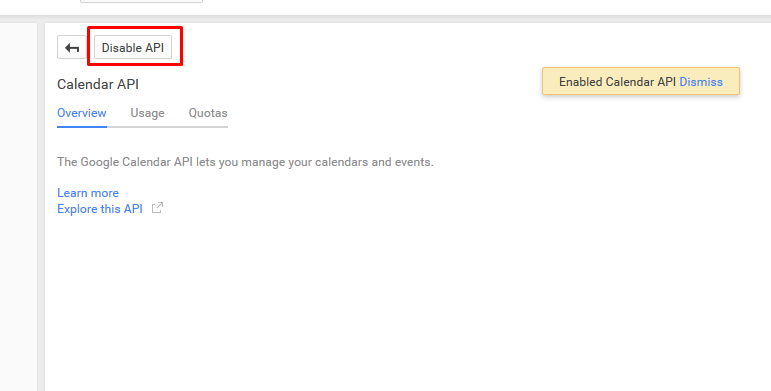 Disable API
Enabled Calendar API Dismiss
Calendar API
Overview Usage Quotas
The Google Calendar API lets you manage your calendars and events.
Learn more
Explore this API